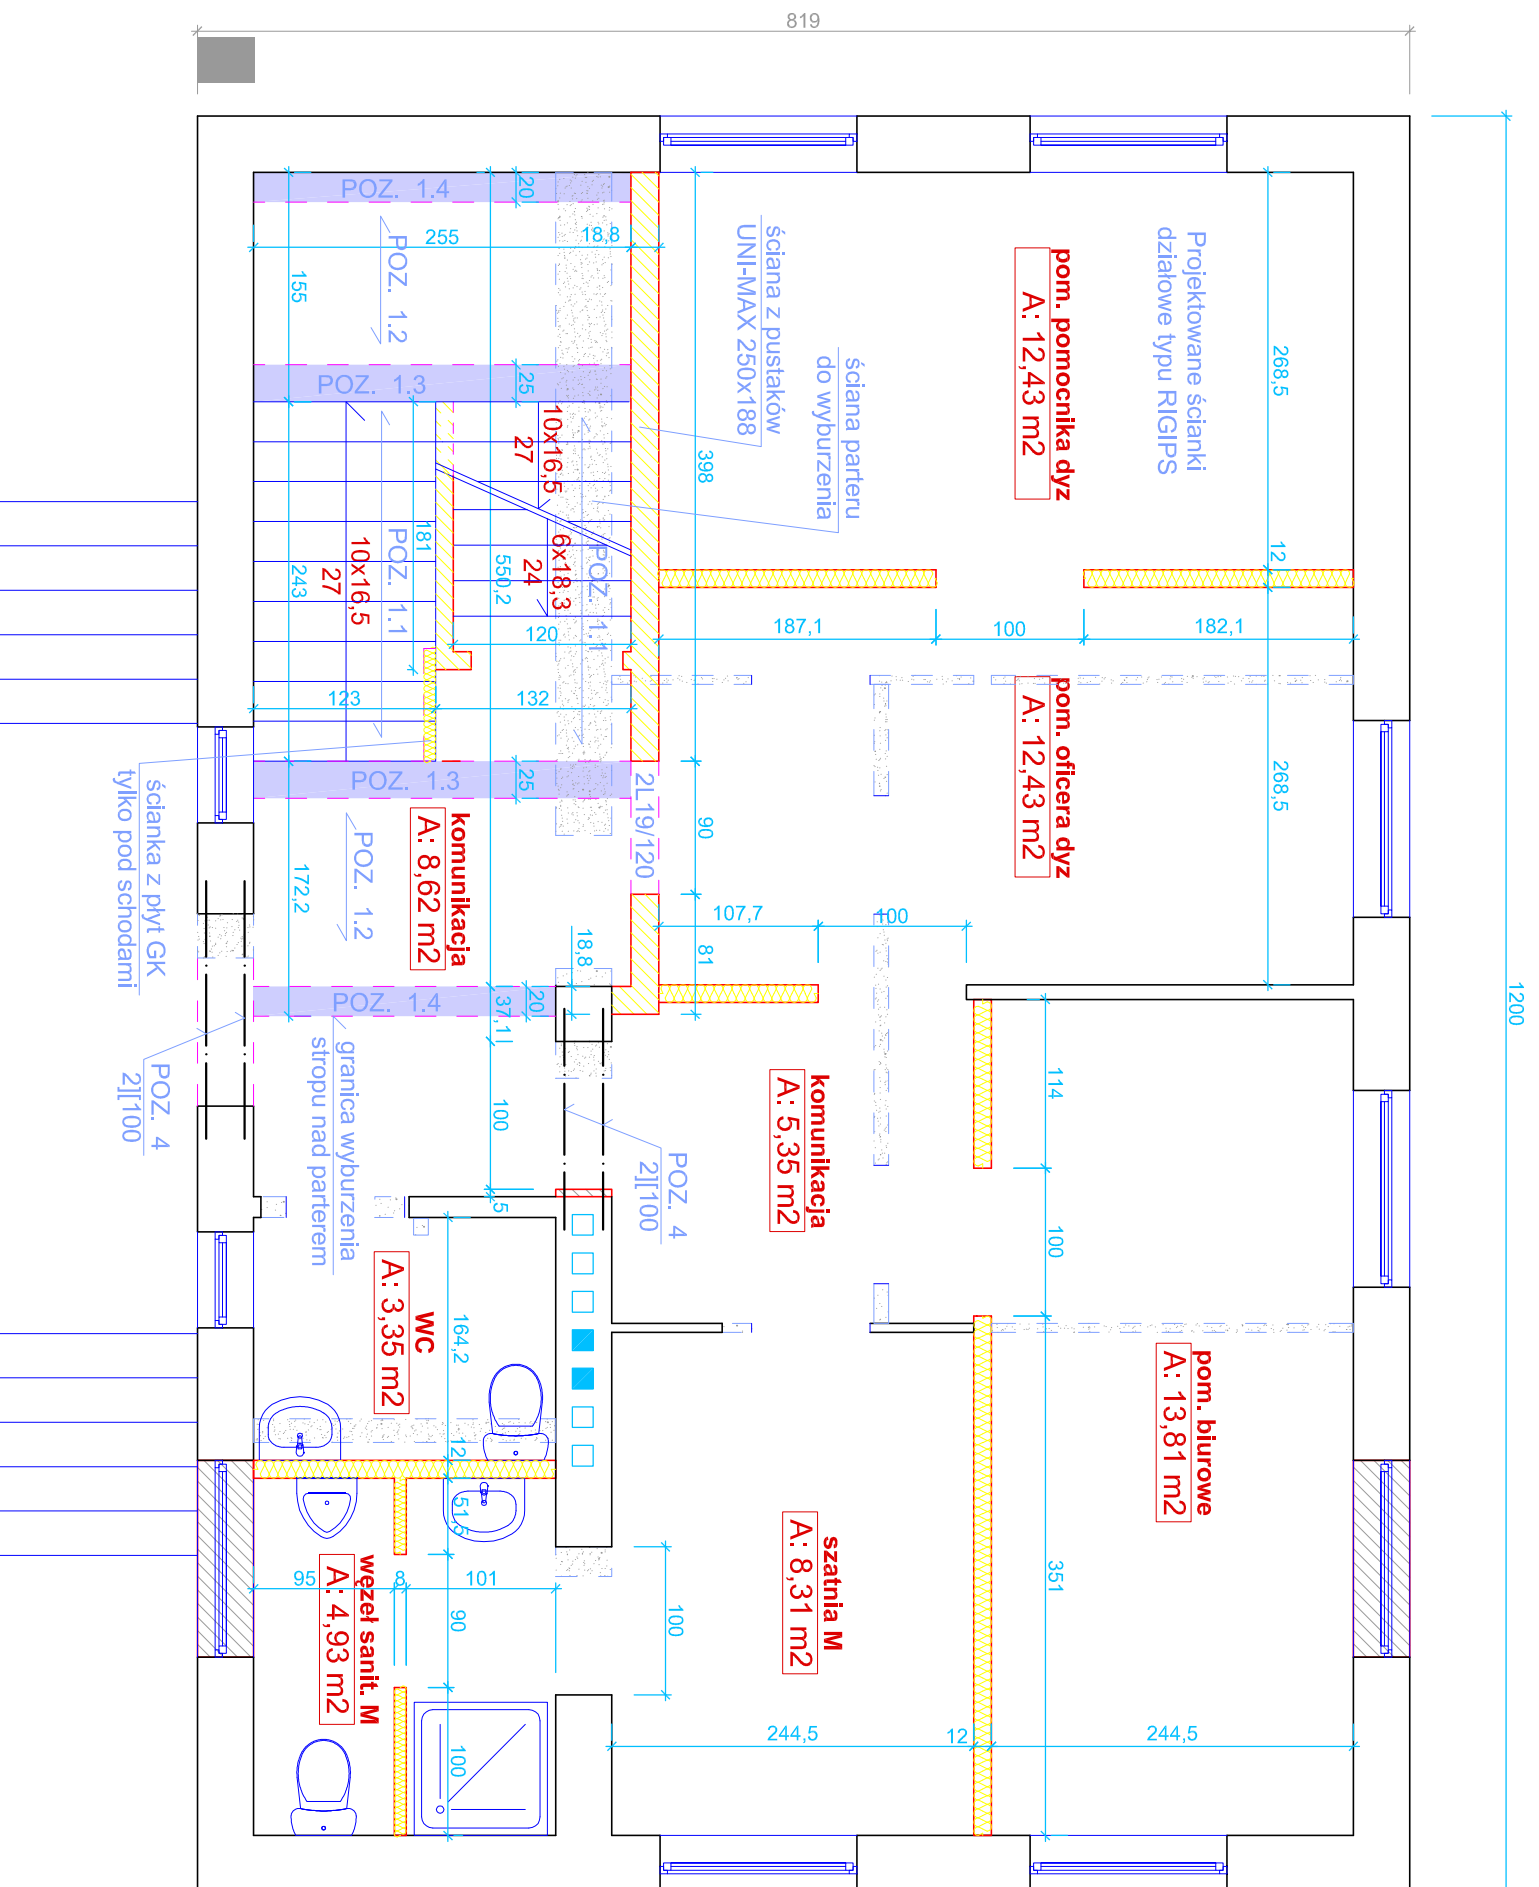 819
1200
POZ. 1.4
20
255
18,8
155
POZ. 1.2
POZ. 1.3
25
ściana z pustaków
UNI-MAX 250x188
ściana parteru
do wyburzenia
pom. pomocnika dyz
A: 12,43 m2
Projektowane ścianki
działowe typu RIGIPS
268,5
12
398
10x16,5
27
181
550,2
6x18,3
24
POZ. 1.1
POZ. 1.1
10x16,5
27
243
120
187,1
100
182,1
123
132
pom. oficera dyz
A: 12,43 m2
268,5
POZ. 1.3
25
2L19/120
90
ścianka z płyt GK
tylko pod schodami
komunikacja
A: 8,62 m2
POZ. 1.2
172,2
107,7
100
81
18,8
POZ. 1.4
20
37,1
granica wyburzenia
stropu nad parterem
POZ. 4
2][100
100
POZ. 4
2][100
komunikacja
A: 5,35 m2
114
100
5
WC
A: 3,35 m2
164,2
12
pom. biurowe
A: 13,81 m2
51,5
węzeł sanit. M
A: 4,93 m2
95
8
101
90
100
100
szatnia M
A: 8,31 m2
351
244,5
12
244,5